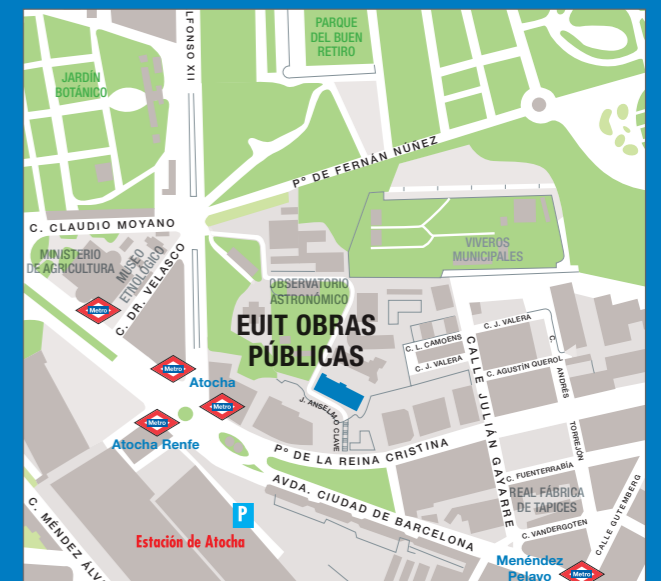 LFONSO XII
PARQUE
DEL BUEN
RETIRO
JARDÍN
BOTÁNICO
Pº DE FERNÁN NÚÑEZ
C. CLAUDIO MOYANO
MINISTERIO
DE AGRICULTURA
MUSEO
ETNOLÓGICO
C. DR. VELASCO
VIVEROS
MUNICIPALES
OBSERVATORIO
ASTRONÓMICO
EUIT OBRAS
PÚBLICAS
Metro
C. J. VALERA
C. L. CAMOENS
C. J. VALERA
CALLE JULIÁN GAYARRE
C. AGUSTÍN QUEROL
C. ANDRÉS
TORREJÓN
Metro
Atocha
Metro
Metro
Atocha Renfe
J. ANSELMO CLAVE
Pº DE LA REINA CRISTINA
AVDA. CIUDAD DE BARCELONA
C. FUENTERRABÍA
REAL FÁBRICA
DE TAPICES
C. VANDERGOTEN
CALLE GUTEMBERG
C. MÉNDEZ ÁLV
P
Estación de Atocha
Menéndez
Pelayo
Metro